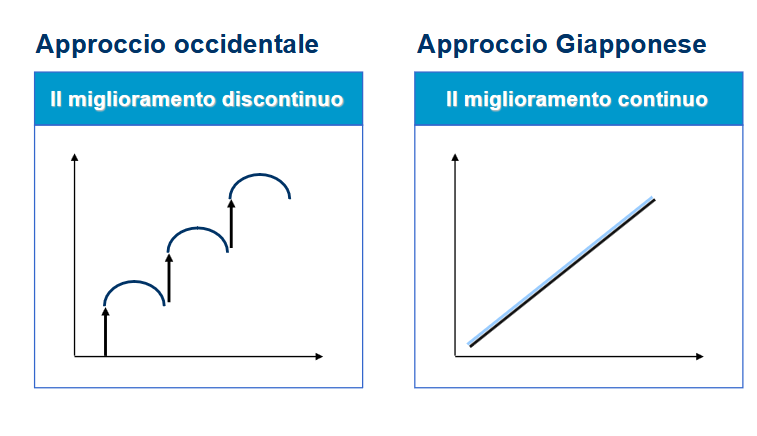 Approccio occidentale
Approccio Giapponese
Il miglioramento discontinuo
Il miglioramento continuo